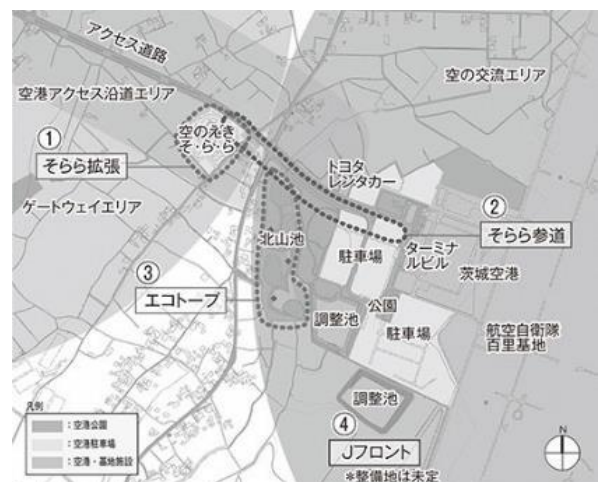 アクセス道路
空の交流エリア
空港アクセス沿道エリア
①
そらら拡張
空のえき
そ・ら・ら
トヨタ
レンタカー
ゲートウェイエリア
②
そらら参道
北山池
駐車場
ターミナ
ルビル
茨城空港
③
エコトープ
公園
調整池
駐車場
航空自衛隊
百里基地
調整池
④
Jフロント
*整備地は未定
凡例
：空港公園
：空港駐車場
：空港・基地施設
N